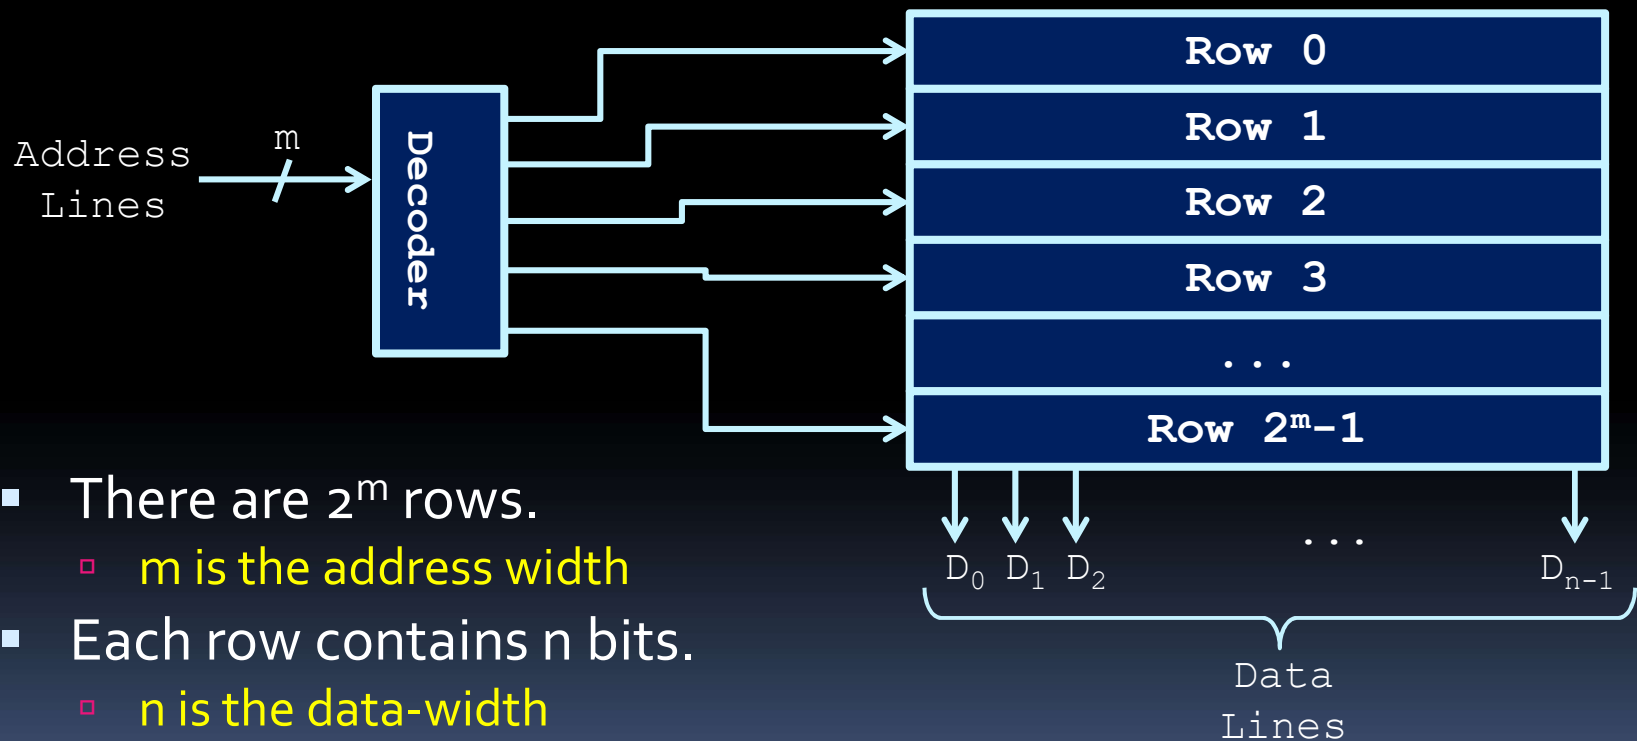 Address
Lines
m
Decoder
Row 0
Row 1
Row 2
Row 3
...
Row 2ᵐ-1
D₀ D₁ D₂ ... Dₙ₋₁
Data
Lines
▪ There are 2ᵐ rows.
▫ m is the address width
▪ Each row contains n bits.
▫ n is the data-width